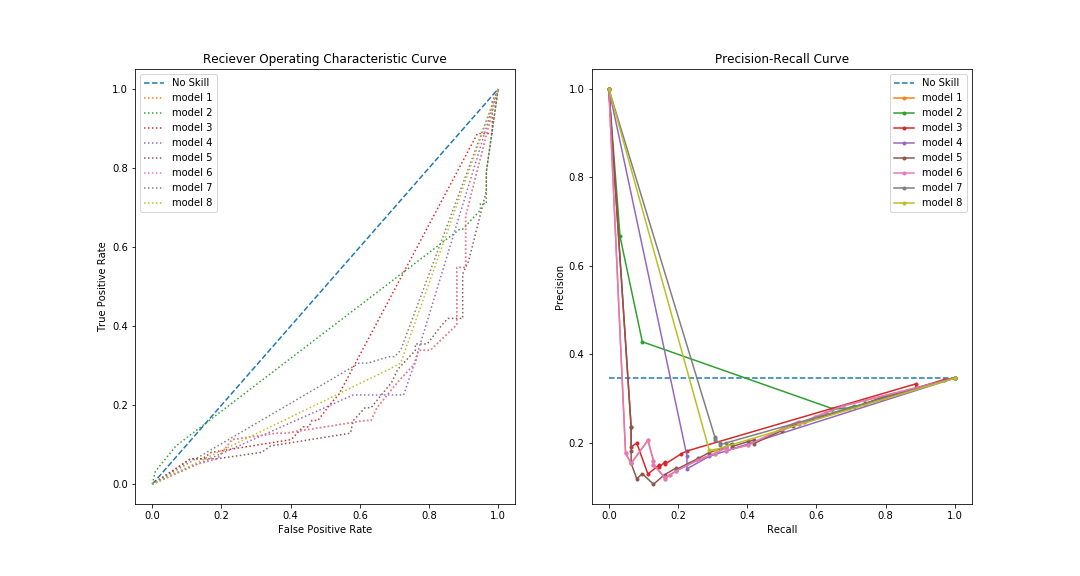 Reciever Operating Characteristic Curve
No Skill
model 1
model 2
model 3
model 4
model 5
model 6
model 7
model 8
1.0
0.8
0.6
0.4
0.2
0.0
True Positive Rate
0.0 0.2 0.4 0.6 0.8 1.0
False Positive Rate
Precision-Recall Curve
No Skill
model 1
model 2
model 3
model 4
model 5
model 6
model 7
model 8
1.0
0.8
0.6
0.4
0.2
Precision
0.0 0.2 0.4 0.6 0.8 1.0
Recall